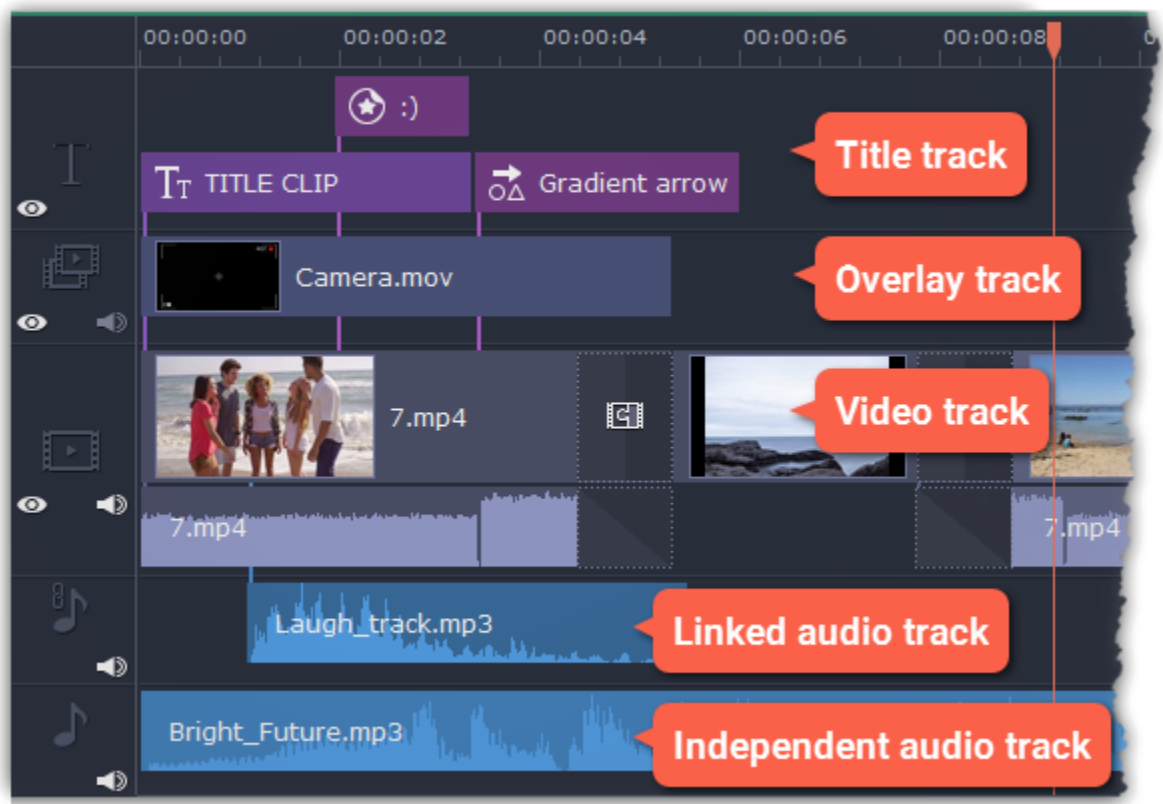 00:00:00 00:00:02 00:00:04 00:00:06 00:00:08 0
:)
Title track
T
TT TITLE CLIP Gradient arrow
Camera.mov
Overlay track
7.mp4
Video track
7.mp4 7.mp4
Laugh_track.mp3
Linked audio track
Bright_Future.mp3
Independent audio track